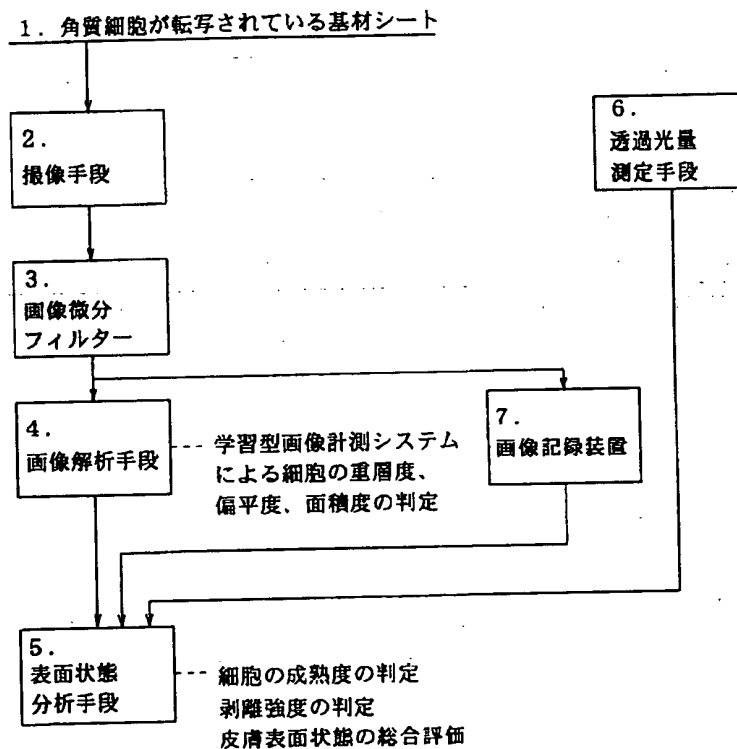 1．角質細胞が転写されている基材シート
2．
撮像手段
6．
透過光量
測定手段
3．
画像微分
フィルター
4．
画像解析手段
学習型画像計測システム
による細胞の重層度、
偏平度、面積度の判定
7．
画像記録装置
5．
表面状態
分析手段
細胞の成熟度の判定
剥離強度の判定
皮膚表面状態の総合評価